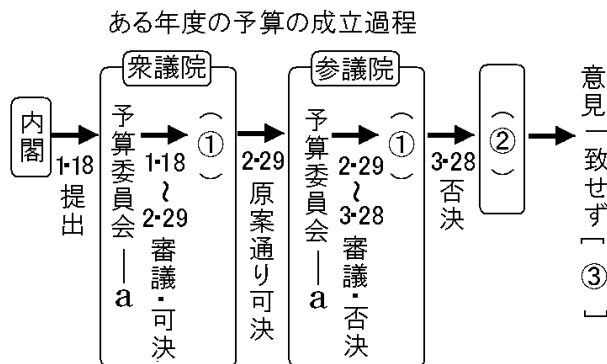 ある年度の予算の成立過程
内閣
1-18
提出
衆議院
予算委員会―a
1-18
〜
2-29
審議・可決
(①)
2-29
原案通り可決
参議院
予算委員会―a
2-29
〜
3-28
審議・否決
(①)
3-28
否決
(②)
意見一致せず[③]